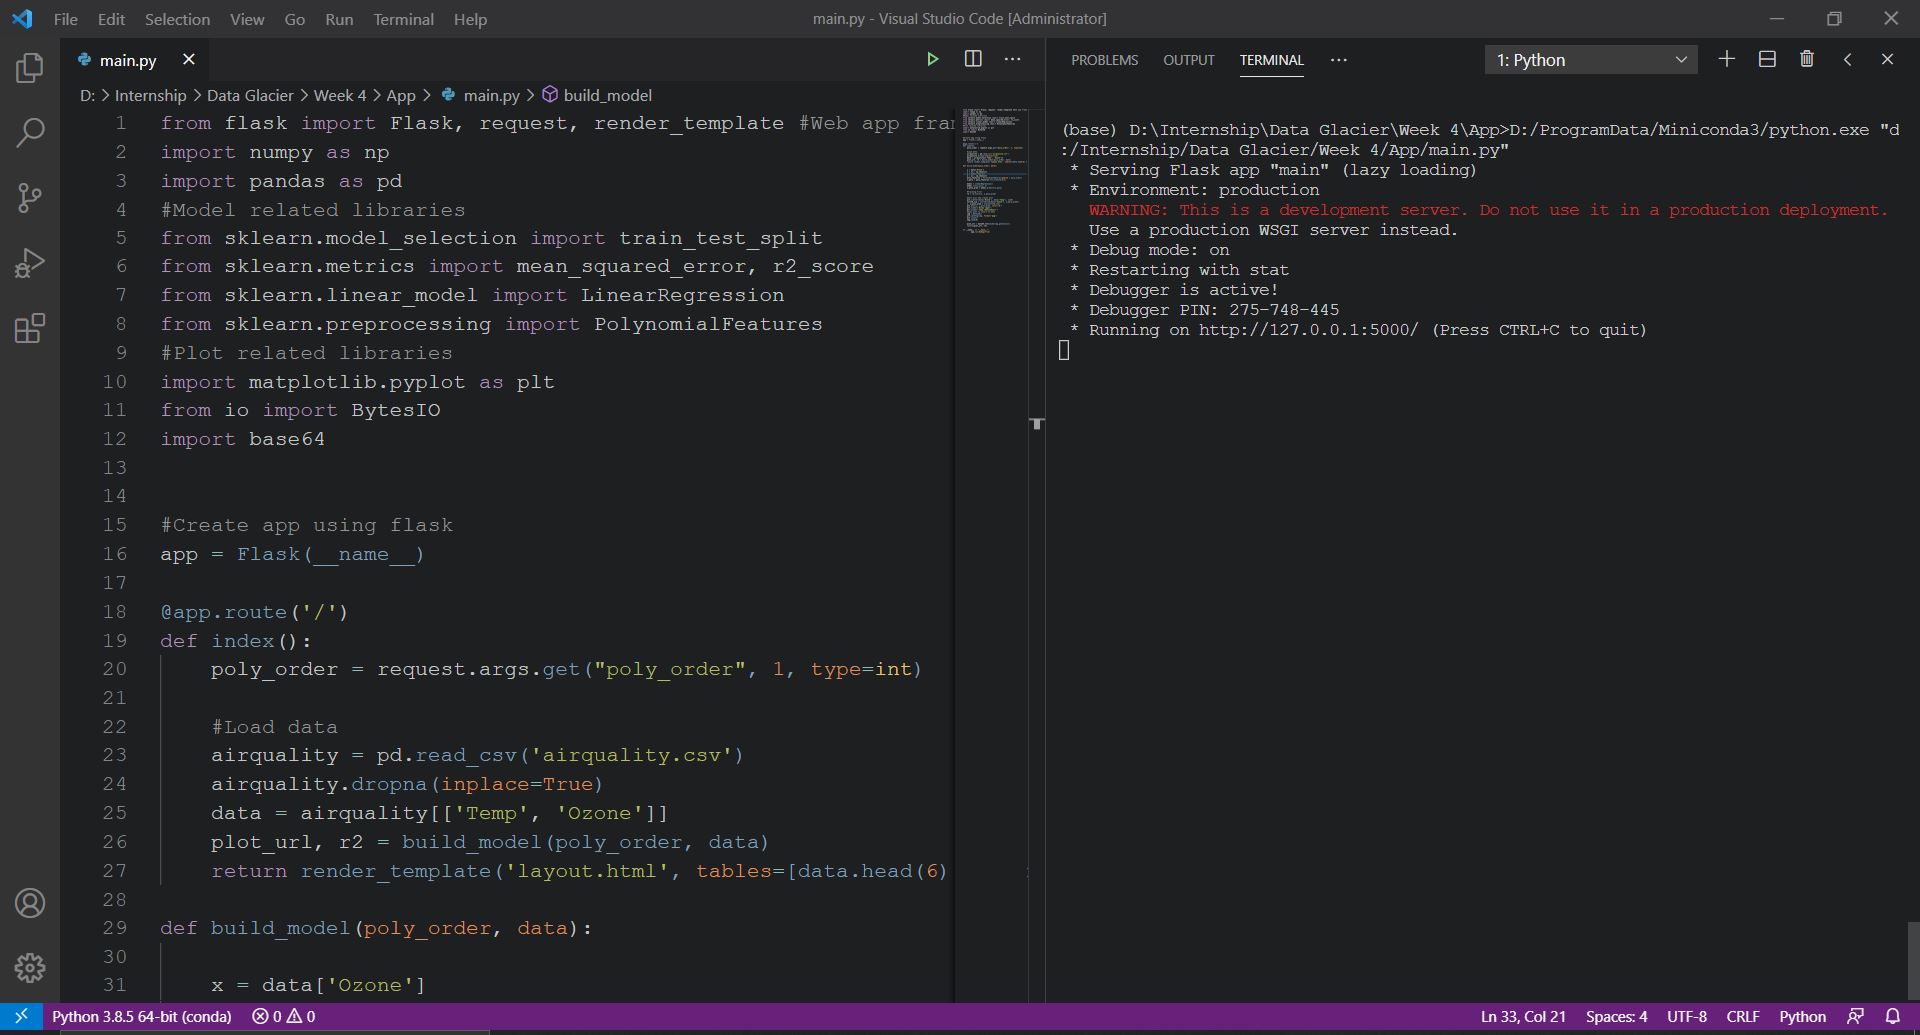 File Edit Selection View Go Run Terminal Help
main.py - Visual Studio Code [Administrator]
main.py
D: > Internship > Data Glacier > Week 4 > App > main.py > build_model
1 from flask import Flask, request, render_template #Web app fra
2 import numpy as np
3 import pandas as pd
4 #Model related libraries
5 from sklearn.model_selection import train_test_split
6 from sklearn.metrics import mean_squared_error, r2_score
7 from sklearn.linear_model import LinearRegression
8 from sklearn.preprocessing import PolynomialFeatures
9 #Plot related libraries
10 import matplotlib.pyplot as plt
11 from io import BytesIO
12 import base64
13
14
15 #Create app using flask
16 app = Flask(__name__)
17
18 @app.route('/')
19 def index():
20 poly_order = request.args.get("poly_order", 1, type=int)
21
22 #Load data
23 airquality = pd.read_csv('airquality.csv')
24 airquality.dropna(inplace=True)
25 data = airquality[['Temp', 'Ozone']]
26 plot_url, r2 = build_model(poly_order, data)
27 return render_template('layout.html', tables=[data.head(6)
28
29 def build_model(poly_order, data):
30
31 x = data['Ozone']
PROBLEMS OUTPUT TERMINAL ··· 1: Python
(base) D:\Internship\Data Glacier\Week 4\App>D:/ProgramData/Miniconda3/python.exe "d
:/Internship/Data Glacier/Week 4/App/main.py"
* Serving Flask app "main" (lazy loading)
* Environment: production
WARNING: This is a development server. Do not use it in a production deployment.
Use a production WSGI server instead.
* Debug mode: on
* Restarting with stat
* Debugger is active!
* Debugger PIN: 275-748-445
* Running on http://127.0.0.1:5000/ (Press CTRL+C to quit)
Python 3.8.5 64-bit (conda) 0 0
Ln 33, Col 21 Spaces: 4 UTF-8 CRLF Python